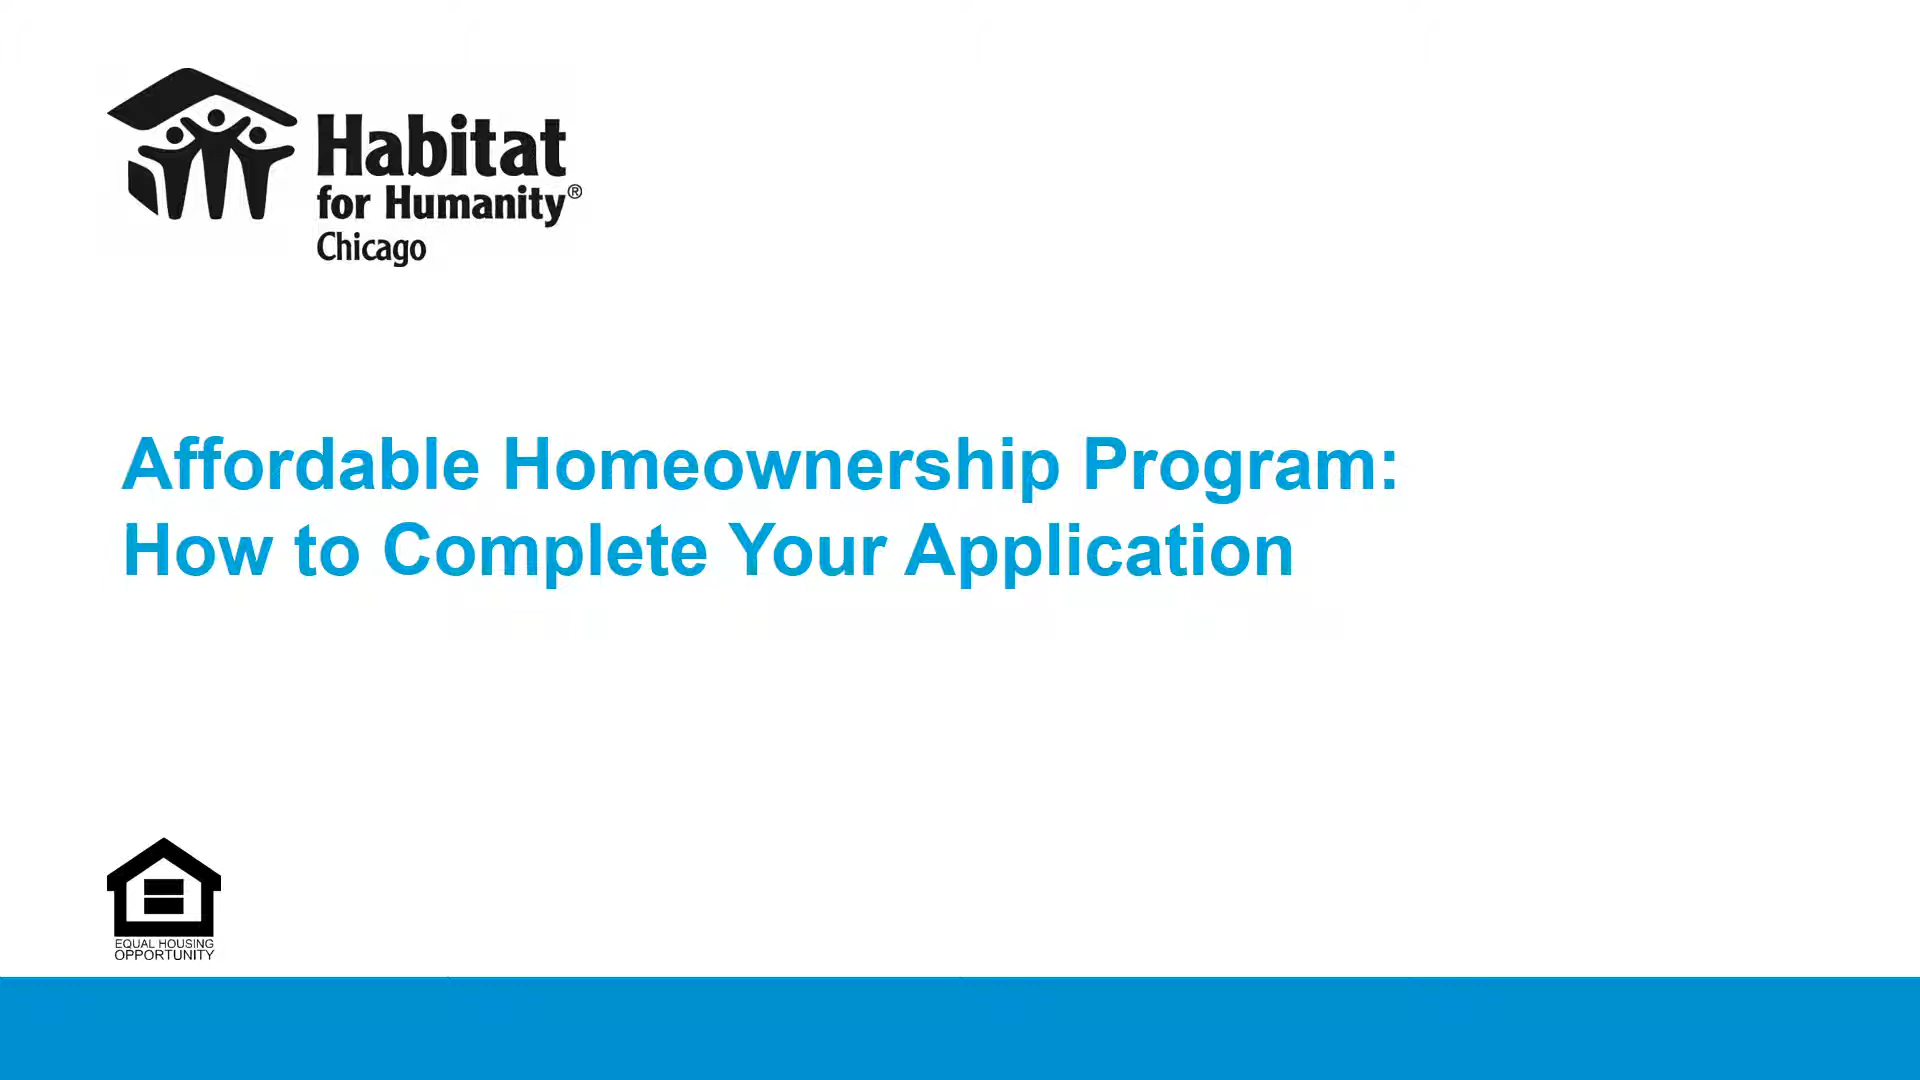 Habitat
for Humanity®
Chicago
Affordable Homeownership Program:
How to Complete Your Application
EQUAL HOUSING
OPPORTUNITY